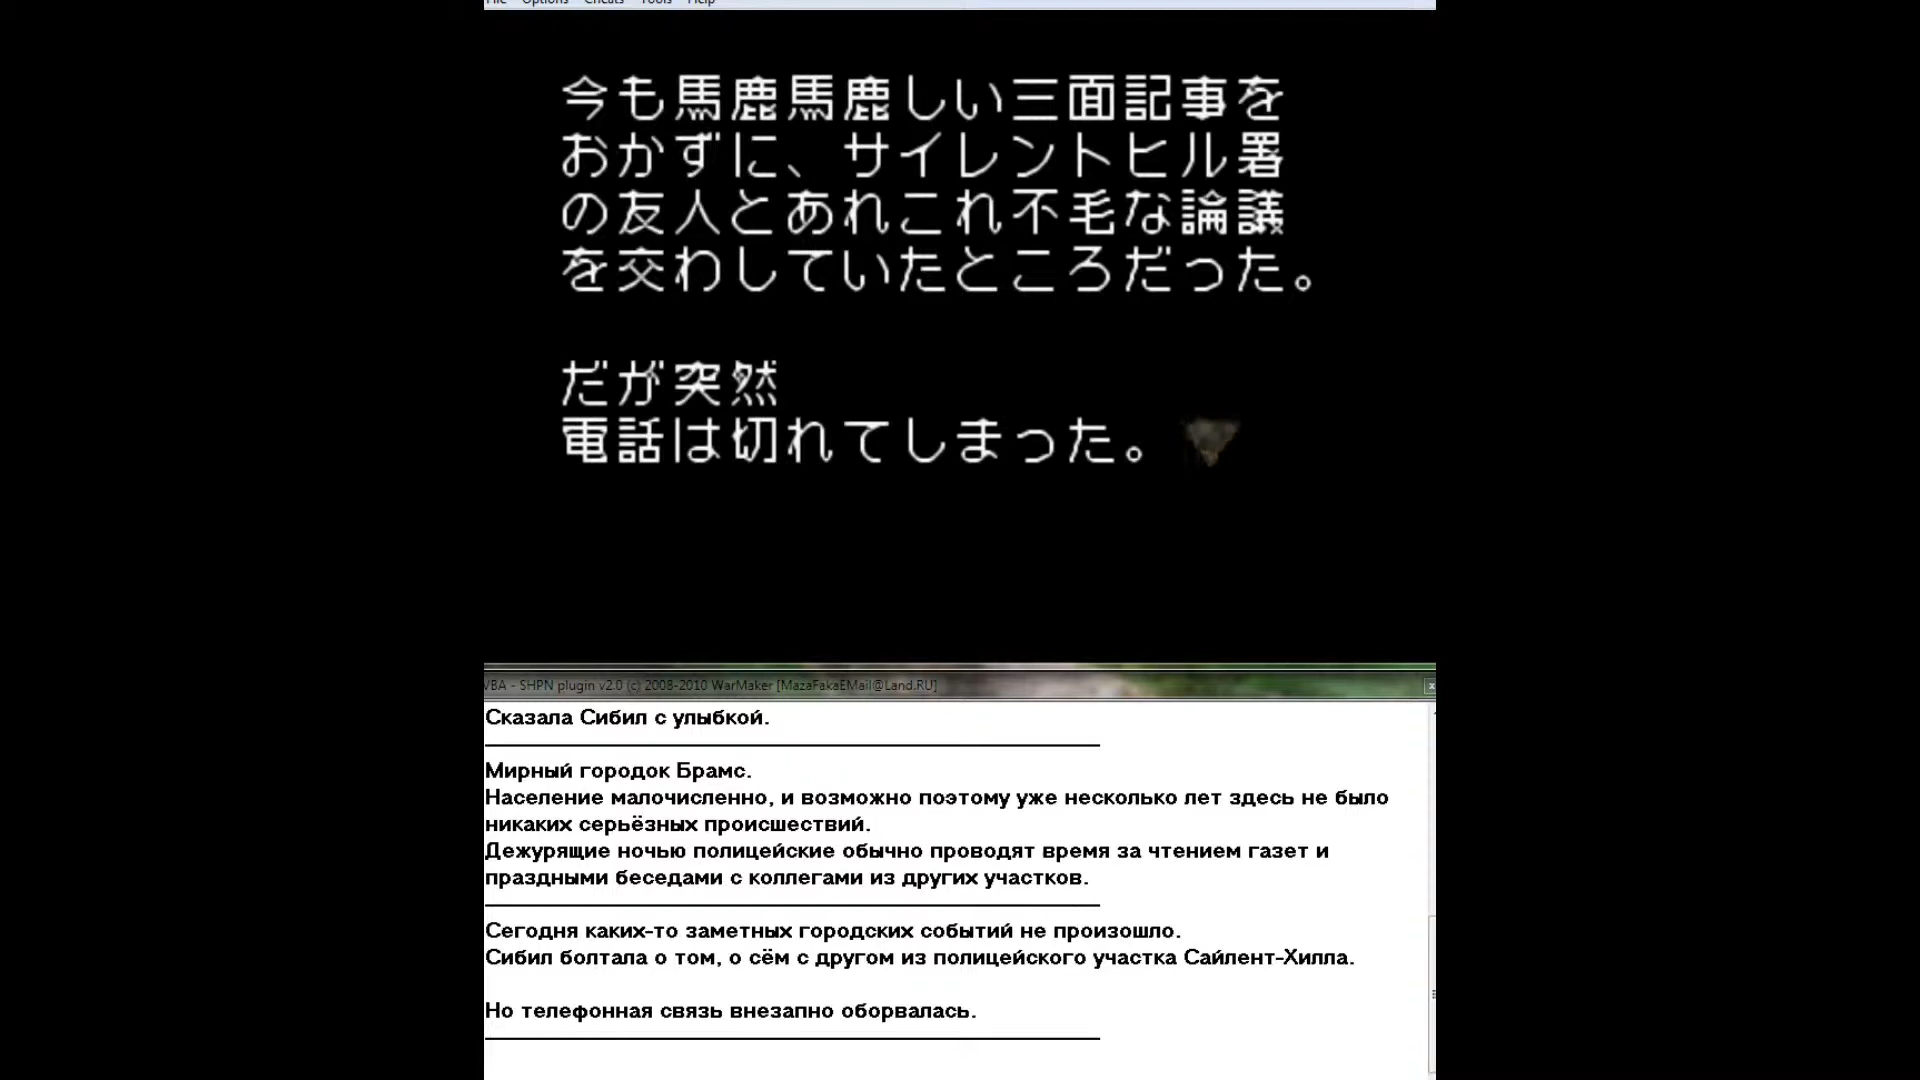 File Options Cheats Tools Help
今も馬鹿馬鹿しい三面記事を
おかずに、サイレントヒル署
の友人とあれこれ不毛な論議
を交わしていたところだった。
だが突然
電話は切れてしまった。
VBA - SHPN plugin v2.0 (c) 2008-2010 WarMaker [MazaFakaEMail@Land.RU]
Сказала Сибил с улыбкой.
Мирный городок Брамс.
Население малочисленно, и возможно поэтому уже несколько лет здесь не было
никаких серьёзных происшествий.
Дежурящие ночью полицейские обычно проводят время за чтением газет и
праздными беседами с коллегами из других участков.
Сегодня каких-то заметных городских событий не произошло.
Сибил болтала о том, о сём с другом из полицейского участка Сайлент-Хилла.
Но телефонная связь внезапно оборвалась.